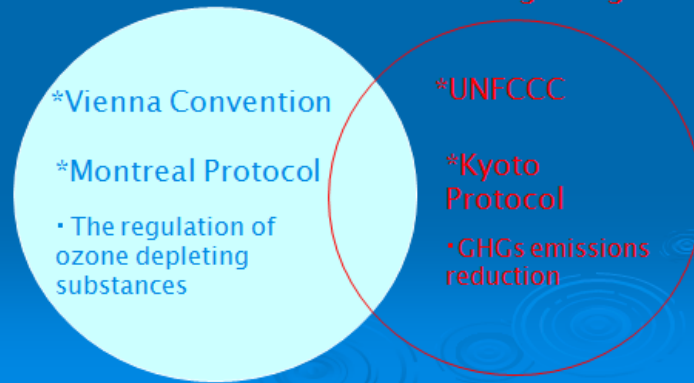 *Vienna Convention
*Montreal Protocol
· The regulation of
ozone depleting
substances
*UNFCCC
*Kyoto
Protocol
·GHGs emissions
reduction